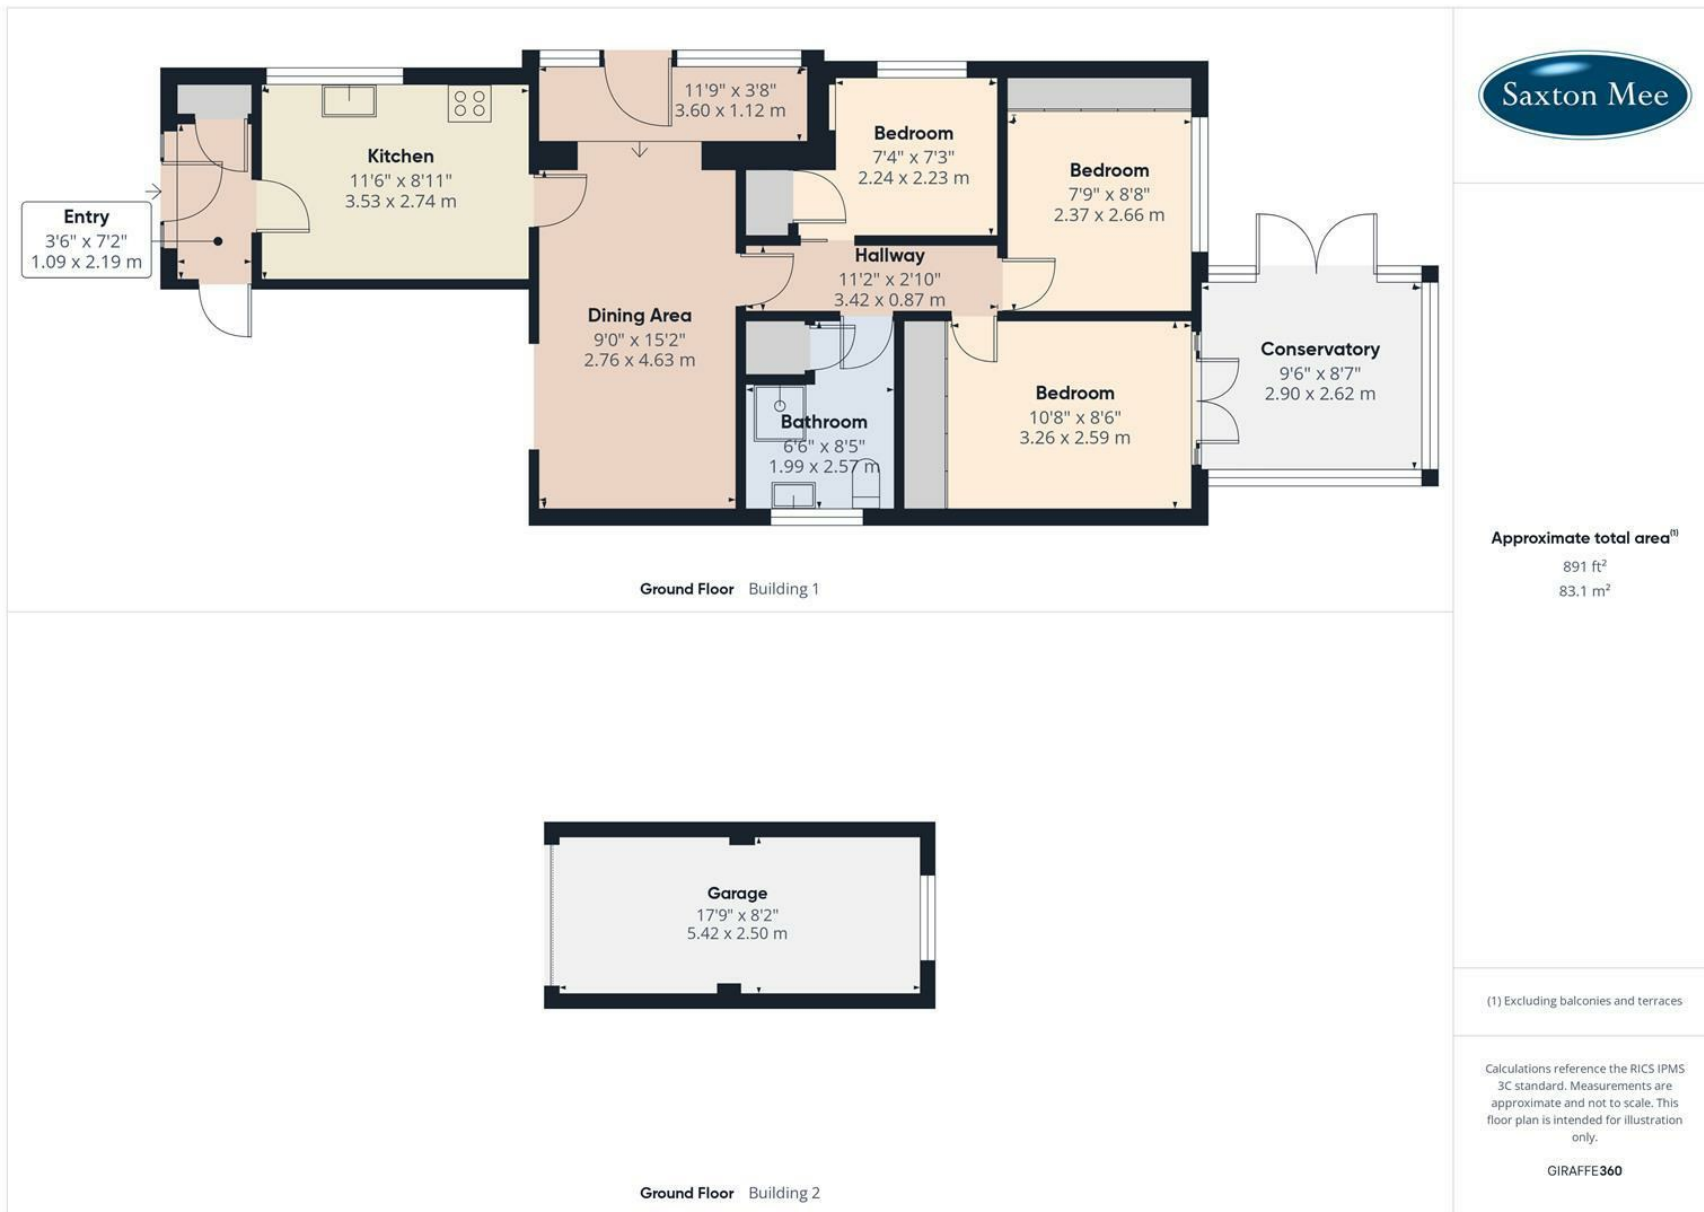 Saxton Mee
11'9" x 3'8"
3.60 x 1.12 m
Kitchen
11'6" x 8'11"
3.53 x 2.74 m
Bedroom
7'4" x 7'3"
2.24 x 2.23 m
Bedroom
7'9" x 8'8"
2.37 x 2.66 m
Entry
3'6" x 7'2"
1.09 x 2.19 m
Hallway
11'2" x 2'10"
3.42 x 0.87 m
Dining Area
9'0" x 15'2"
2.76 x 4.63 m
Conservatory
9'6" x 8'7"
2.90 x 2.62 m
Bedroom
10'8" x 8'6"
3.26 x 2.59 m
Bathroom
6'6" x 8'5"
1.99 x 2.57 m
Ground Floor Building 1
Approximate total area(1)
891 ft²
83.1 m²
Garage
17'9" x 8'2"
5.42 x 2.50 m
Ground Floor Building 2
(1) Excluding balconies and terraces
Calculations reference the RICS IPMS
3C standard. Measurements are
approximate and not to scale. This
floor plan is intended for illustration
only.
GIRAFFE360